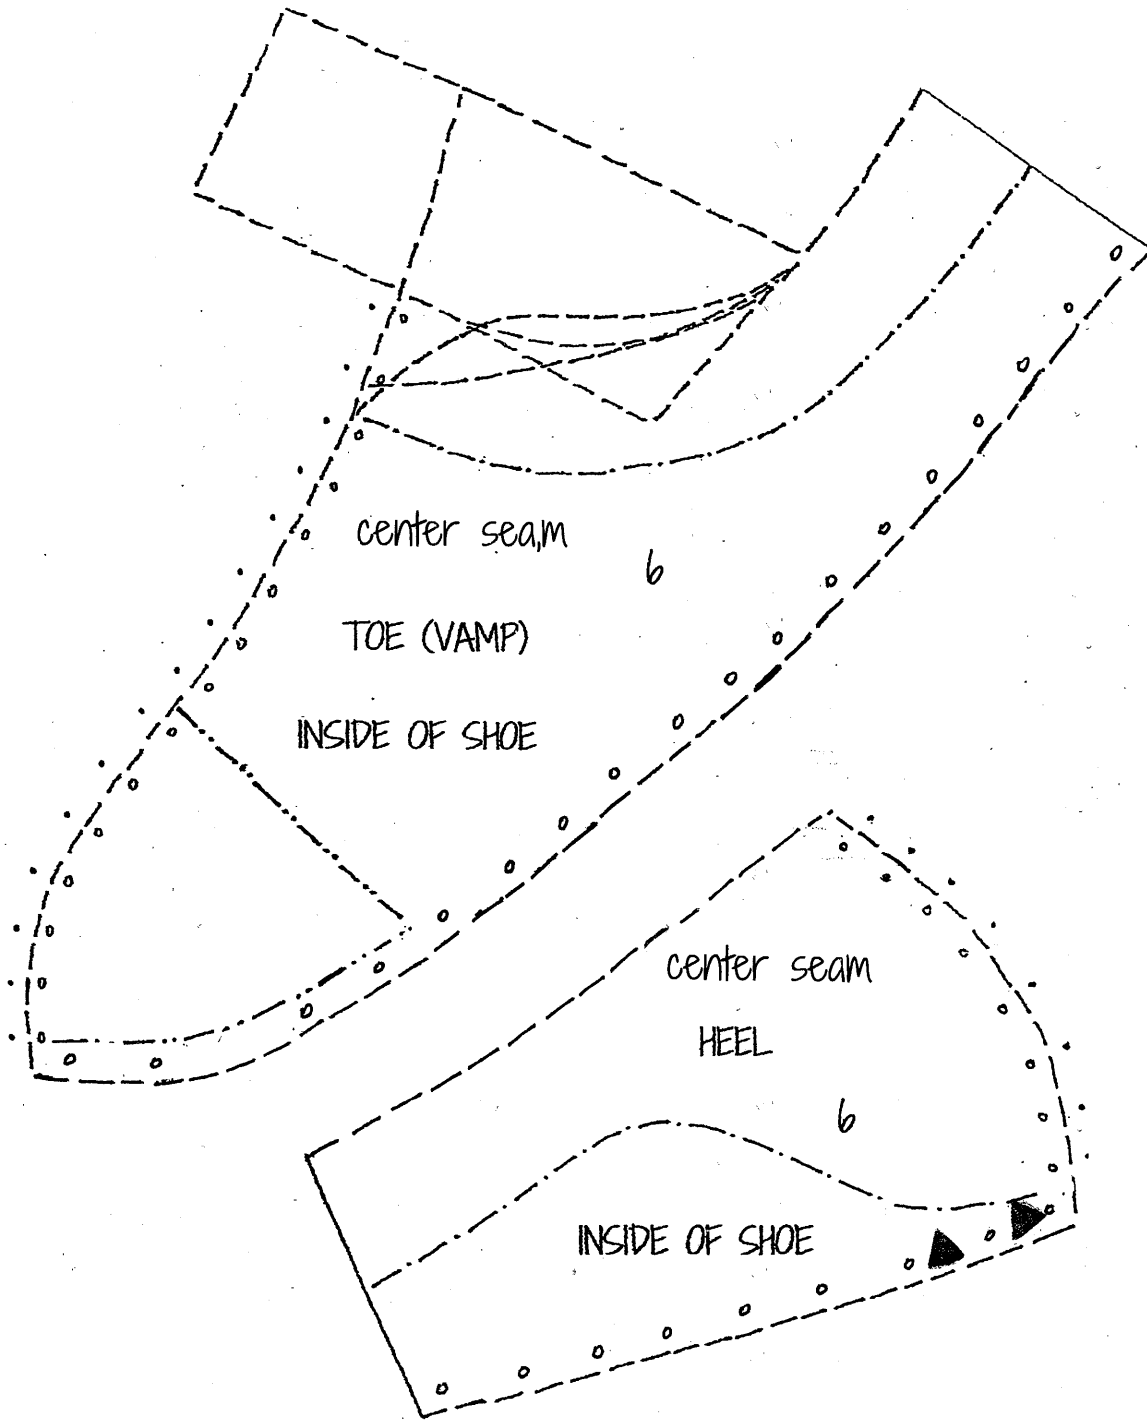 center sea,m
6
TOE (VAMP)
INSIDE OF SHOE
center seam
HEEL
6
INSIDE OF SHOE